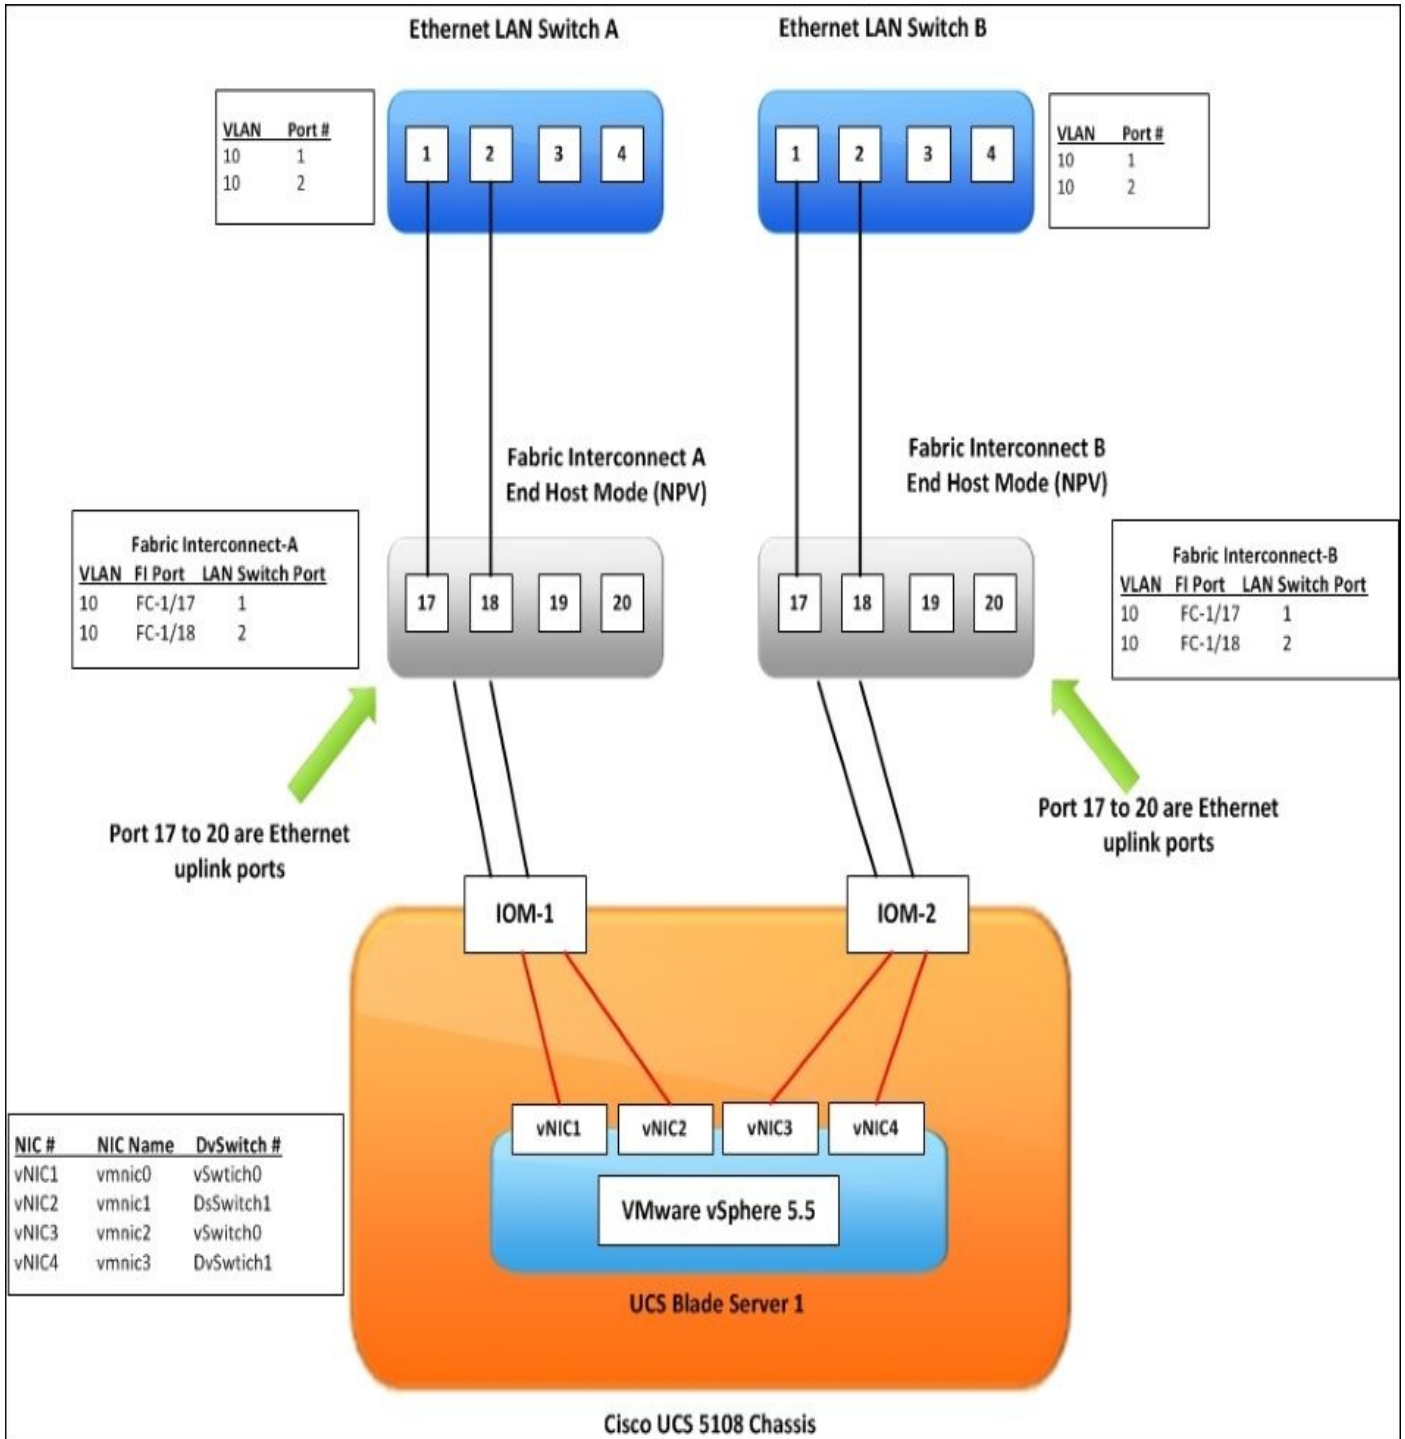 Ethernet LAN Switch A
Ethernet LAN Switch B
VLAN Port #
10 1
10 2
1 2 3 4
1 2 3 4
VLAN Port #
10 1
10 2
Fabric Interconnect A
End Host Mode (NPV)
Fabric Interconnect B
End Host Mode (NPV)
Fabric Interconnect-A
VLAN FI Port LAN Switch Port
10 FC-1/17 1
10 FC-1/18 2
17 18 19 20
17 18 19 20
Fabric Interconnect-B
VLAN FI Port LAN Switch Port
10 FC-1/17 1
10 FC-1/18 2
Port 17 to 20 are Ethernet
uplink ports
Port 17 to 20 are Ethernet
uplink ports
IOM-1
IOM-2
vNIC1 vNIC2 vNIC3 vNIC4
NIC # NIC Name DvSwitch #
vNIC1 vmnic0 vSwtich0
vNIC2 vmnic1 DsSwitch1
vNIC3 vmnic2 vSwitch0
vNIC4 vmnic3 DvSwtich1
VMware vSphere 5.5
UCS Blade Server 1
Cisco UCS 5108 Chassis